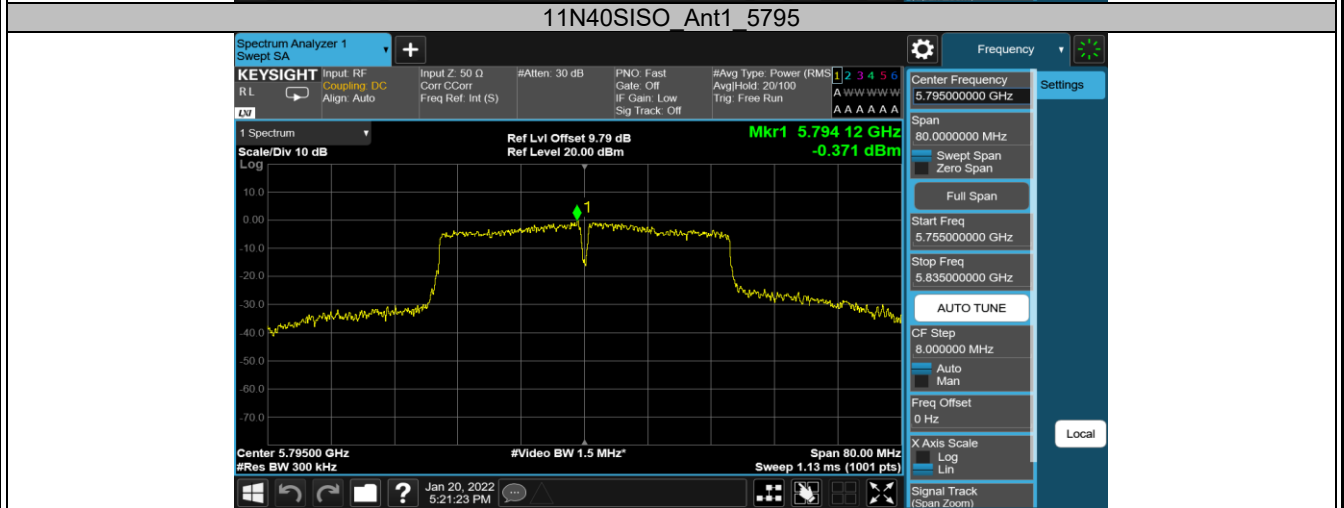 11N40SISO_Ant1_5795
Spectrum Analyzer 1
Swept SA
Frequency
KEYSIGHT
RL
LXI
Input: RF
Coupling: DC
Align: Auto
Input Z: 50 Ω
Corr CCorr
Freq Ref: Int (S)
#Atten: 30 dB
PNO: Fast
Gate: Off
IF Gain: Low
Sig Track: Off
#Avg Type: Power (RMS
Avg|Hold: 20/100
Trig: Free Run
1 2 3 4 5 6
A W W W W W
A A A A A A
1 Spectrum
Scale/Div 10 dB
Log
Ref Lvl Offset 9.79 dB
Ref Level 20.00 dBm
Mkr1 5.794 12 GHz
-0.371 dBm
10.0
0.00
-10.0
-20.0
-30.0
-40.0
-50.0
-60.0
-70.0
1
Center 5.79500 GHz
#Res BW 300 kHz
#Video BW 1.5 MHz*
Span 80.00 MHz
Sweep 1.13 ms (1001 pts)
?
Jan 20, 2022
5:21:23 PM
Center Frequency
5.795000000 GHz
Settings
Span
80.0000000 MHz
Swept Span
Zero Span
Full Span
Start Freq
5.755000000 GHz
Stop Freq
5.835000000 GHz
AUTO TUNE
CF Step
8.000000 MHz
Auto
Man
Freq Offset
0 Hz
X Axis Scale
Log
Lin
Local
Signal Track
(Span Zoom)